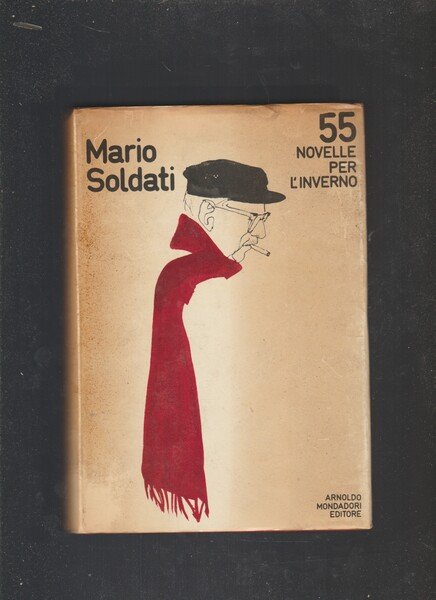 Mario
Soldati
55
NOVELLE
PER
L'INVERNO
ARNOLDO
MONDADORI
EDITORE